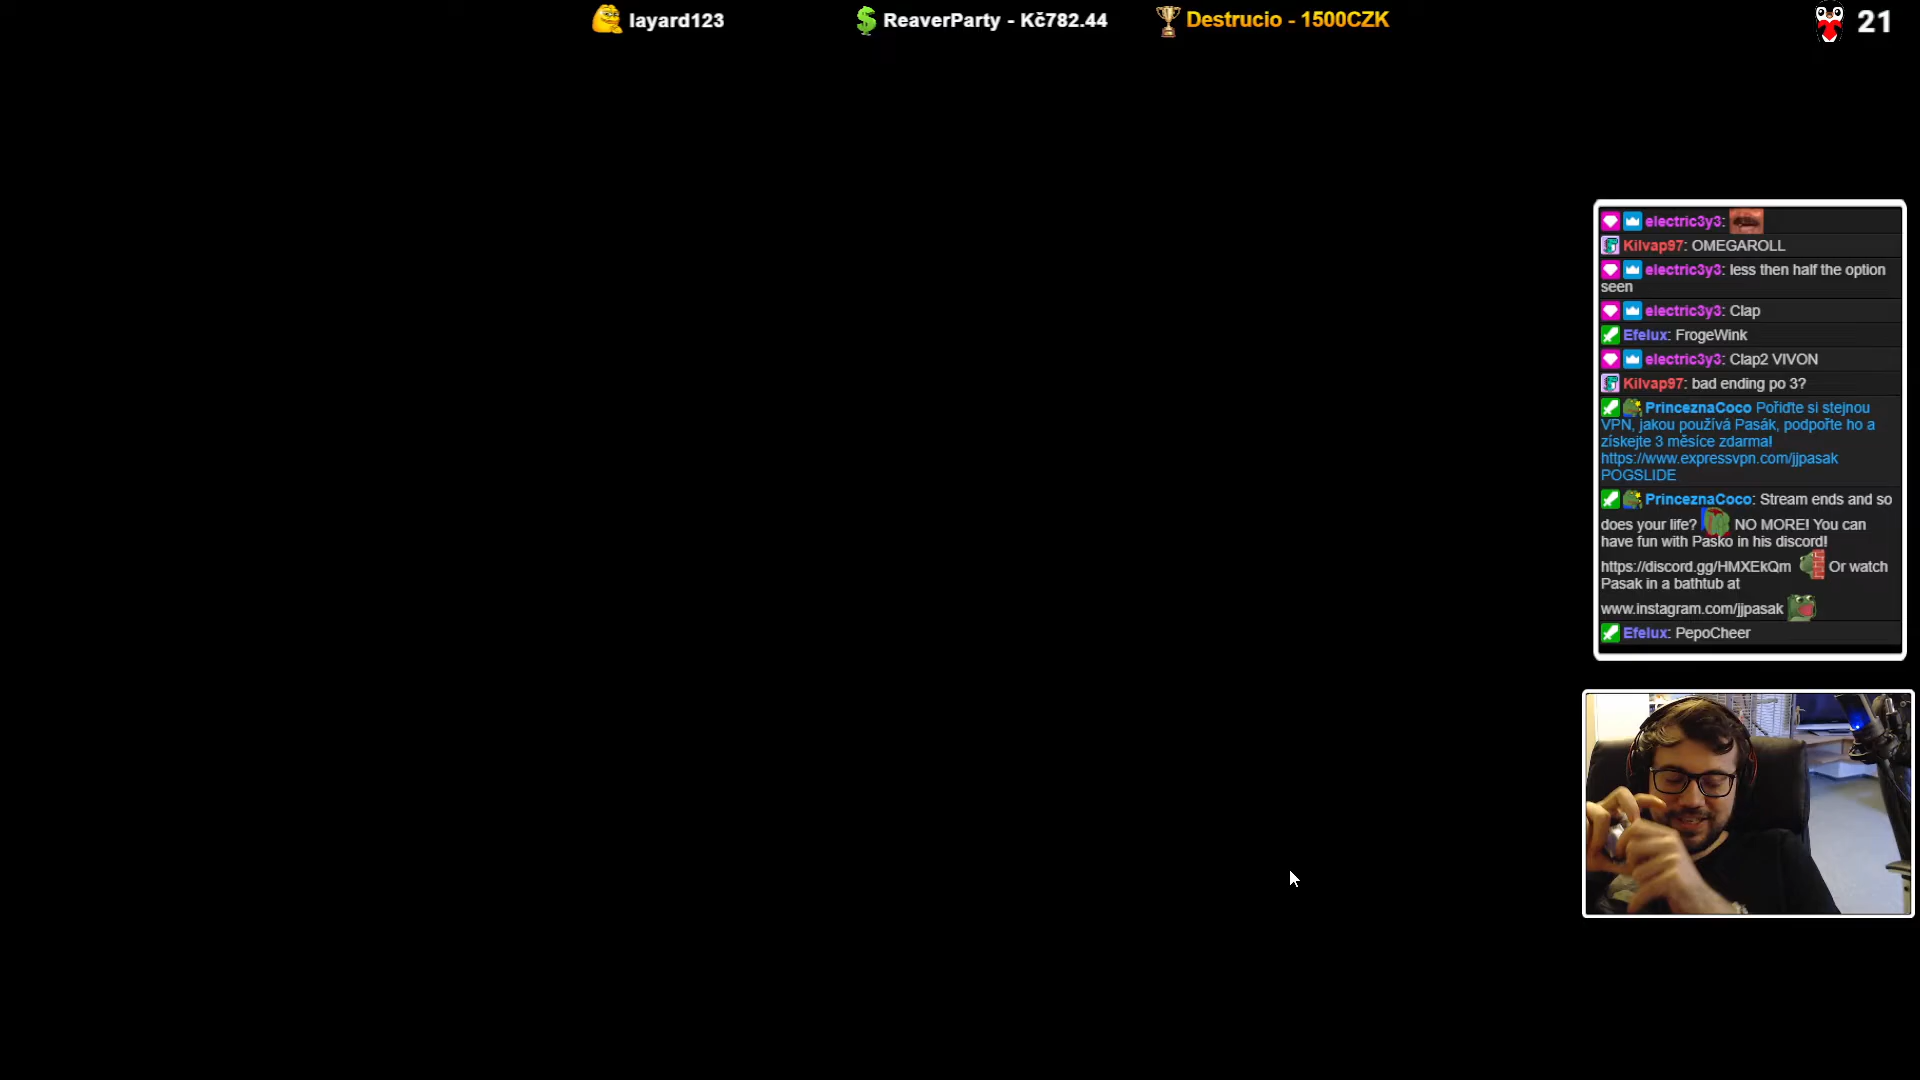 layard123
ReaverParty - Kč782.44
Destrucio - 1500CZK
21
electric3y3:
Kilvap97: OMEGAROLL
electric3y3: less then half the option
seen
electric3y3: Clap
Efelux: FrogeWink
electric3y3: Clap2 VIVON
Kilvap97: bad ending po 3?
PrinceznaCoco Pořiďte si stejnou
VPN, jakou používá Pasák, podpořte ho a
získejte 3 měsíce zdarma!
https://www.expressvpn.com/jjpasak
POGSLIDE
PrinceznaCoco: Stream ends and so
does your life? NO MORE! You can
have fun with Pasko in his discord!
https://discord.gg/HMXEkQm Or watch
Pasak in a bathtub at
www.instagram.com/jjpasak
Efelux: PepoCheer